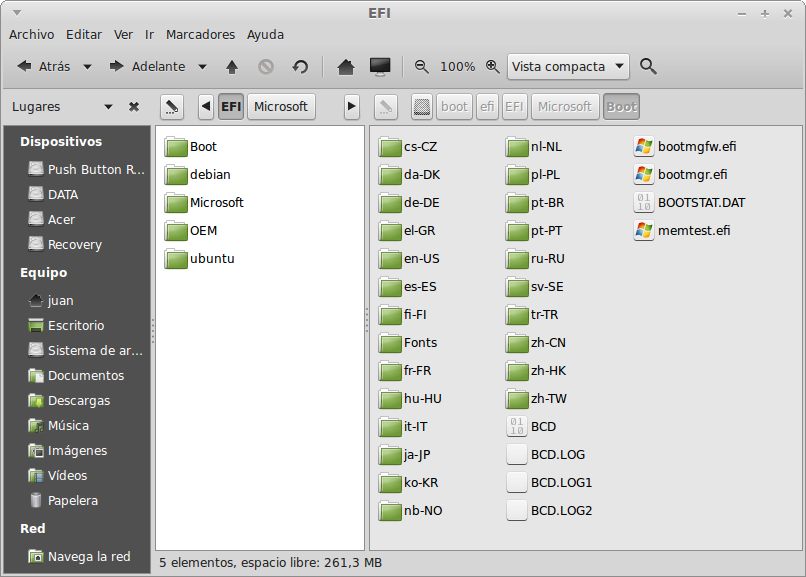 EFI
Archivo Editar Ver Ir Marcadores Ayuda
Atrás Adelante 100% Vista compacta
Lugares EFI Microsoft boot efi EFI Microsoft Boot
Dispositivos
Push Button R...
DATA
Acer
Recovery
Equipo
juan
Escritorio
Sistema de ar...
Documentos
Descargas
Música
Imágenes
Vídeos
Papelera
Red
Navega la red
Boot
debian
Microsoft
OEM
ubuntu
cs-CZ
da-DK
de-DE
el-GR
en-US
es-ES
fi-FI
Fonts
fr-FR
hu-HU
it-IT
ja-JP
ko-KR
nb-NO
nl-NL
pl-PL
pt-BR
pt-PT
ru-RU
sv-SE
tr-TR
zh-CN
zh-HK
zh-TW
BCD
BCD.LOG
BCD.LOG1
BCD.LOG2
bootmgfw.efi
bootmgr.efi
BOOTSTAT.DAT
memtest.efi
5 elementos, espacio libre: 261,3 MB